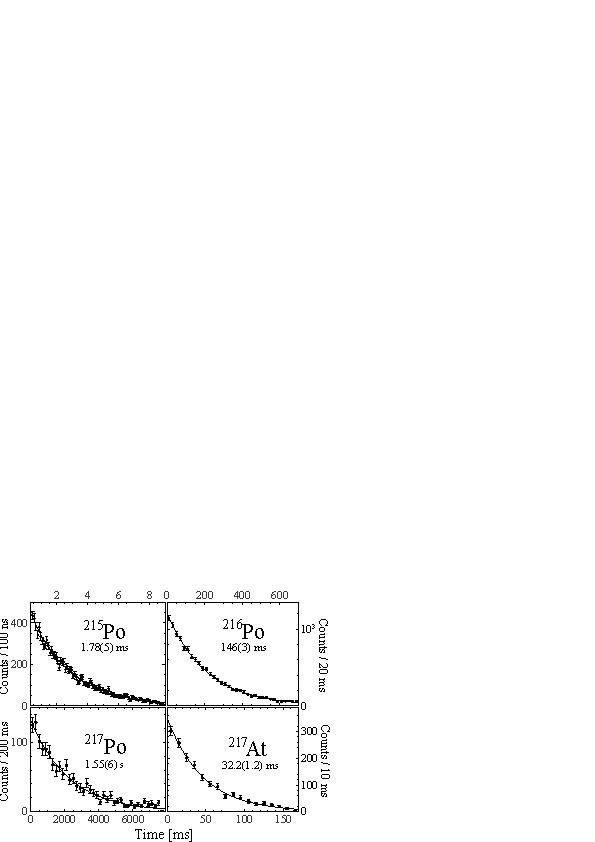 2 4 6 8 0 200 400 600
400
200
0
Counts / 100 ns
215Po
1.78(5) ms
216Po
146(3) ms
10³
0
Counts / 20 ms
100
0
Counts / 200 ms
217Po
1.55(6) s
217At
32.2(1.2) ms
300
200
100
0
Counts / 10 ms
0 2000 4000 6000 0 50 100 150
Time [ms]